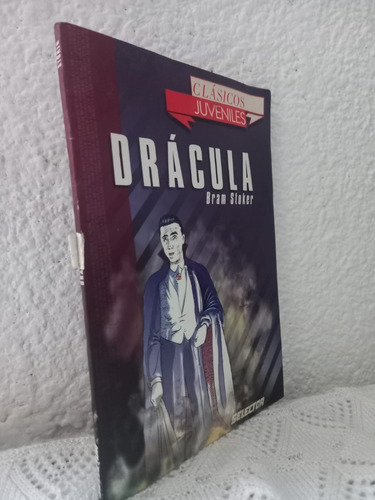 CLÁSICOS
JUVENILES
DRÁCULA
Bram Stoker
SELECTOR